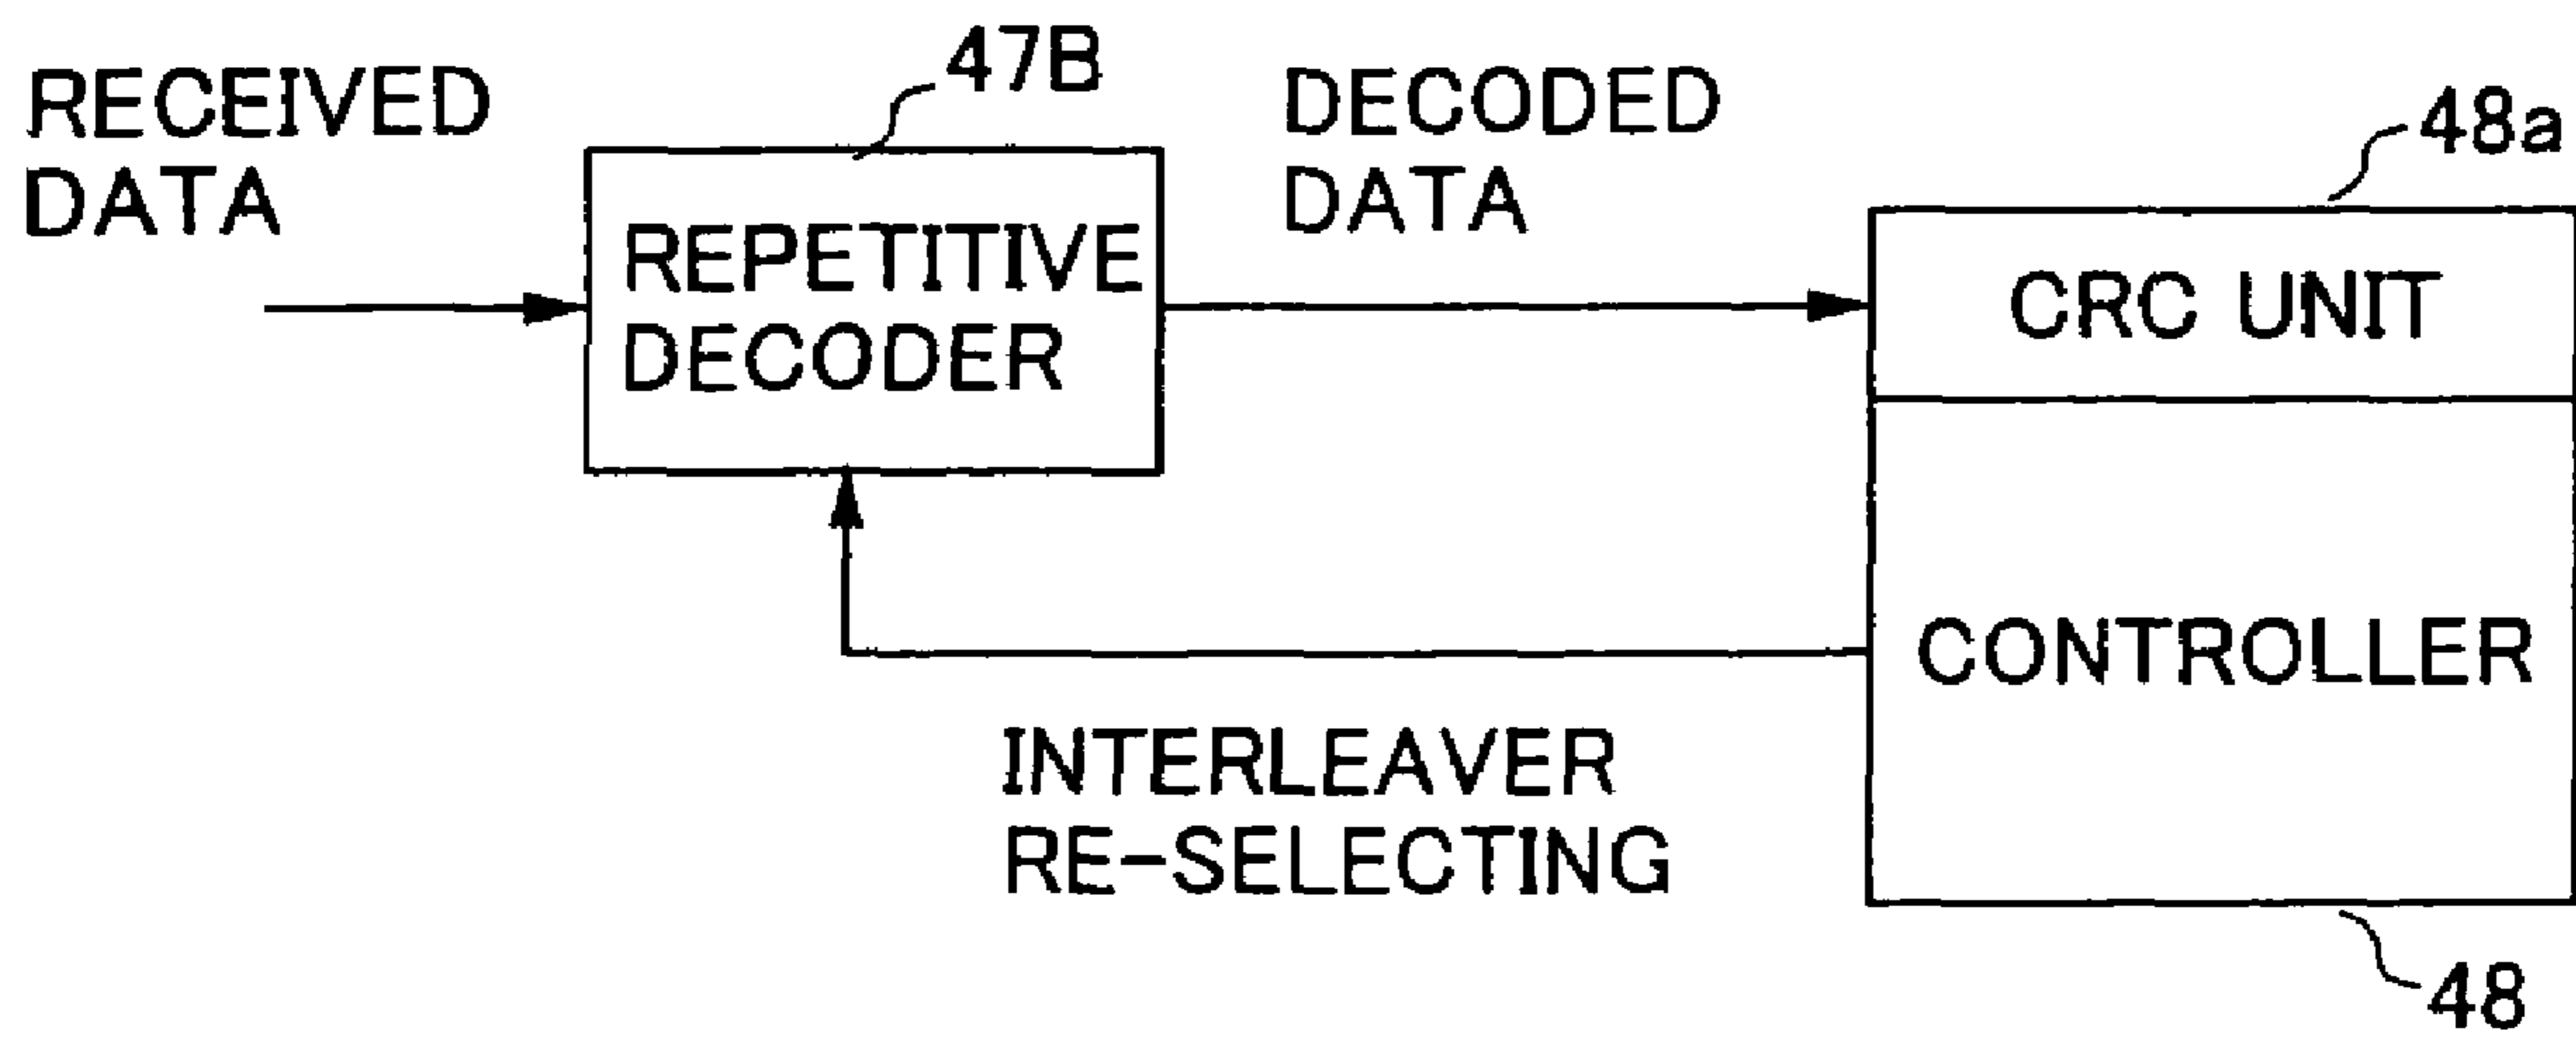 RECEIVED
DATA
47B
REPETITIVE
DECODER
DECODED
DATA
48a
CRC UNIT
CONTROLLER
INTERLEAVER
RE-SELECTING
48